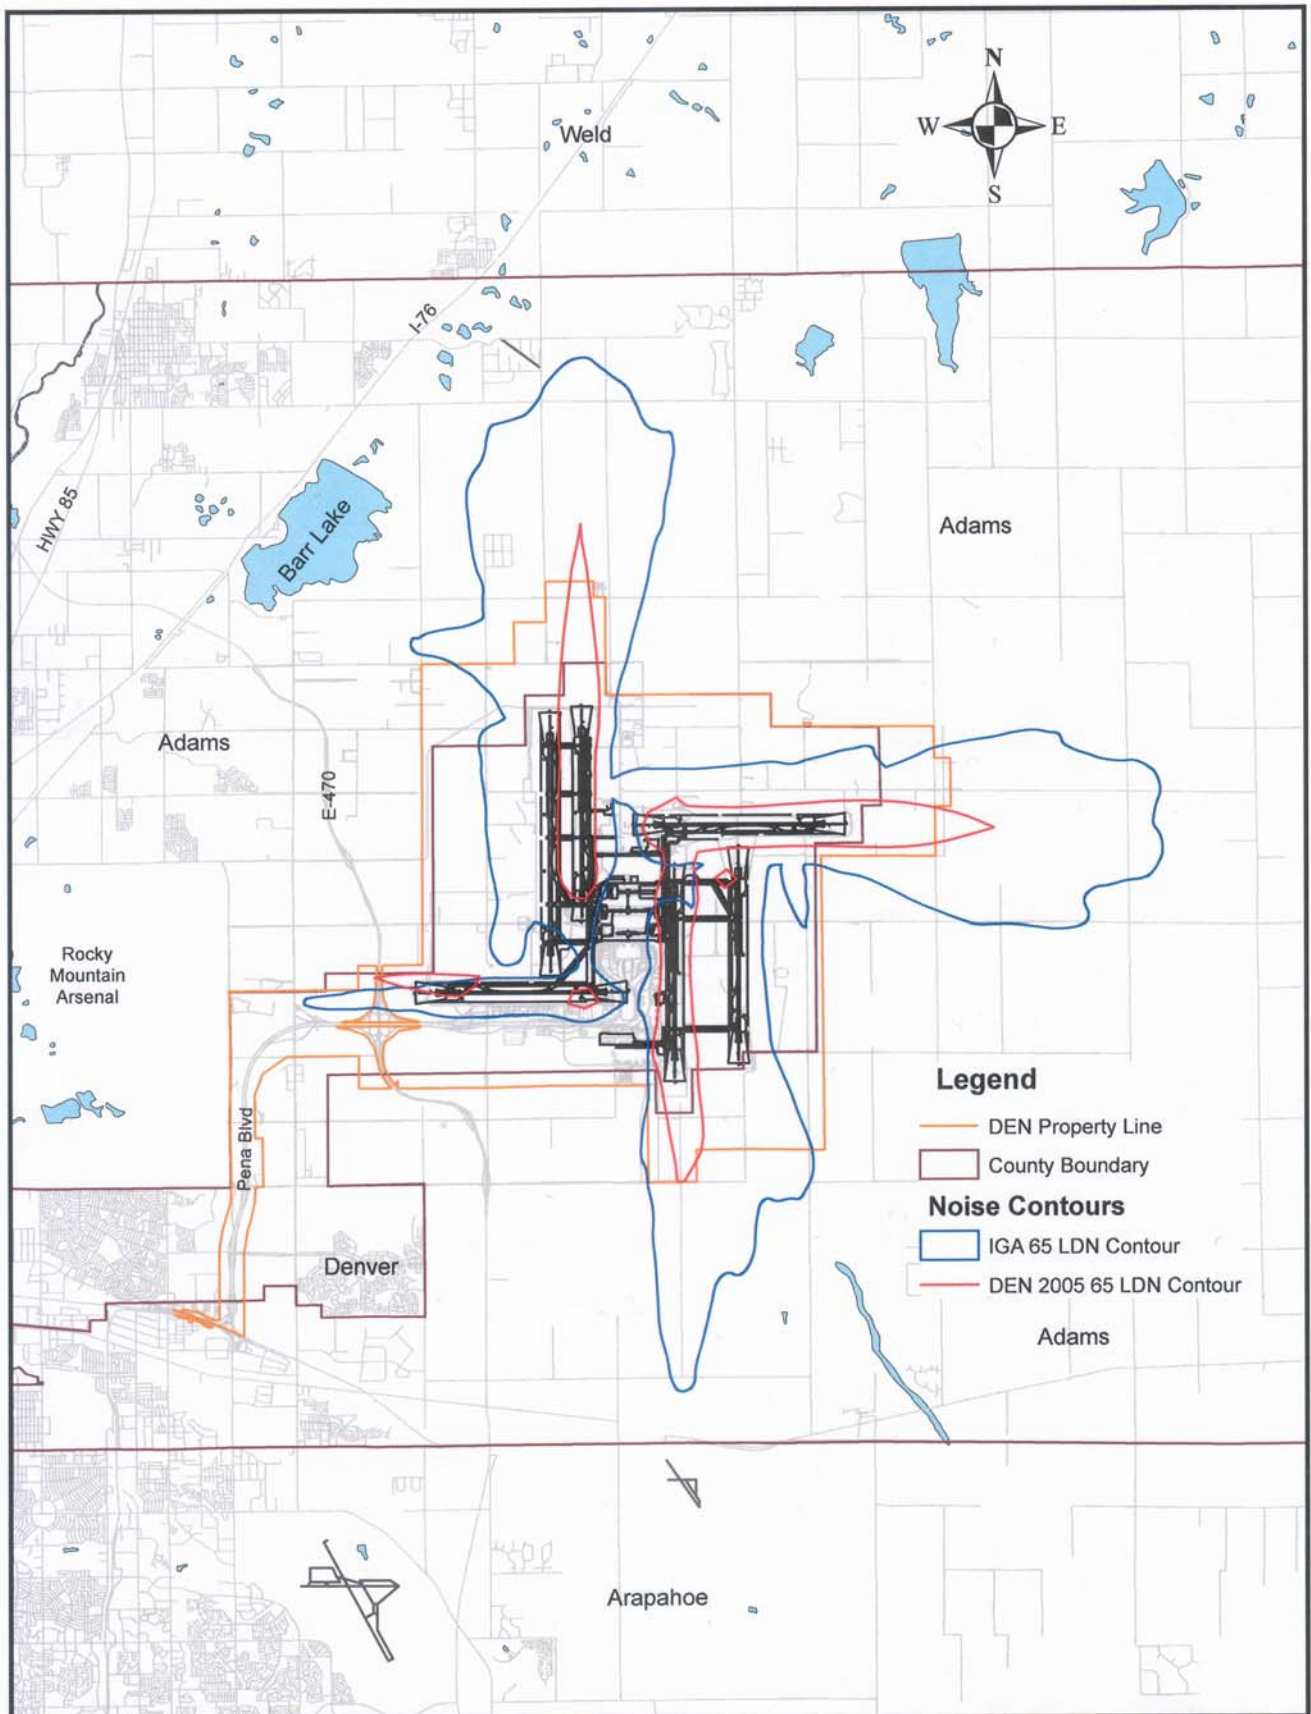 N
W
E
S
Weld
I-76
HWY 85
Barr Lake
Adams
Adams
E-470
Rocky
Mountain
Arsenal
Pena Blvd
Denver
Legend
DEN Property Line
County Boundary
Noise Contours
IGA 65 LDN Contour
DEN 2005 65 LDN Contour
Adams
Arapahoe